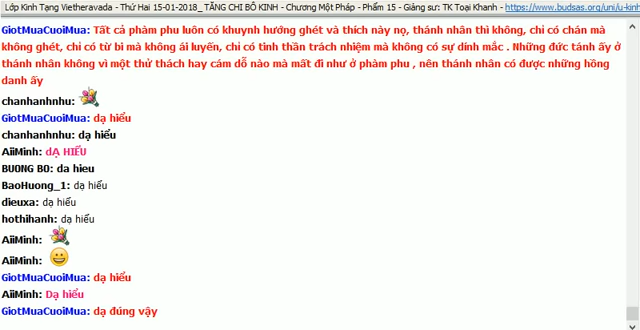 Lớp Kinh Tạng Vietheravada - Thứ Hai 15-01-2018_ TĂNG CHI BỘ KINH - Chương Một Pháp - Phẩm 15 - Giảng sư: TK Toại Khanh - https://www.budsas.org/uni/u-kinh
GiotMuaCuoiMua: Tất cả phàm phu luôn có khuynh hướng ghét và thích này nọ, thánh nhân thì không, chỉ có chán mà
không ghét, chỉ có từ bi mà không ái luyến, chỉ có tinh thần trách nhiệm mà không có sự dính mắc . Những đức tánh ấy ở
thánh nhân không vì một thử thách hay cám dỗ nào mà mất đi như ở phàm phu , nên thánh nhân có được những hồng
danh ấy
chanhanhnhu:
GiotMuaCuoiMua: dạ hiểu
chanhanhnhu: dạ hiểu
AiiMinh: dẠ HIỂU
BUONG BO: da hieu
BaoHuong_1: dạ hiểu
dieuxa: dạ hiểu
hothihanh: dạ hiểu
AiiMinh:
AiiMinh:
GiotMuaCuoiMua: dạ hiểu
AiiMinh: Dạ hiểu
GiotMuaCuoiMua: dạ đúng vậy